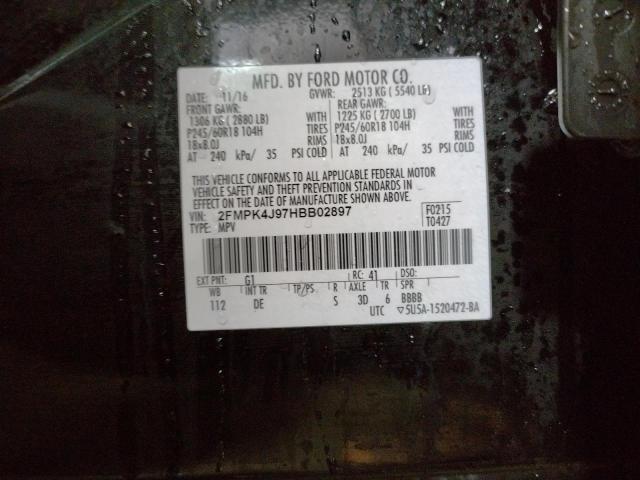 MFD. BY FORD MOTOR CO.
DATE: 11/16 GVWR: 2513 KG ( 5540 LB)
FRONT GAWR: REAR GAWR:
1306 KG ( 2880 LB) WITH 1225 KG ( 2700 LB) WITH
P245/60R18 104H TIRES P245/60R18 104H TIRES
18x8.0J RIMS 18x8.0J RIMS
AT 240 kPa/ 35 PSI COLD AT 240 kPa/ 35 PSI COLD
THIS VEHICLE CONFORMS TO ALL APPLICABLE FEDERAL MOTOR
VEHICLE SAFETY AND THEFT PREVENTION STANDARDS IN
EFFECT ON THE DATE OF MANUFACTURE SHOWN ABOVE.
VIN: 2FMPK4J97HBB02897 F0215
TYPE: MPV T0427
EXT PNT: G1 RC: 41 DSO:
WB INT TR TP/PS R AXLE TR SPR
112 DE S 3D 6 BBBB
UTC ▽5U5A-1520472-BA